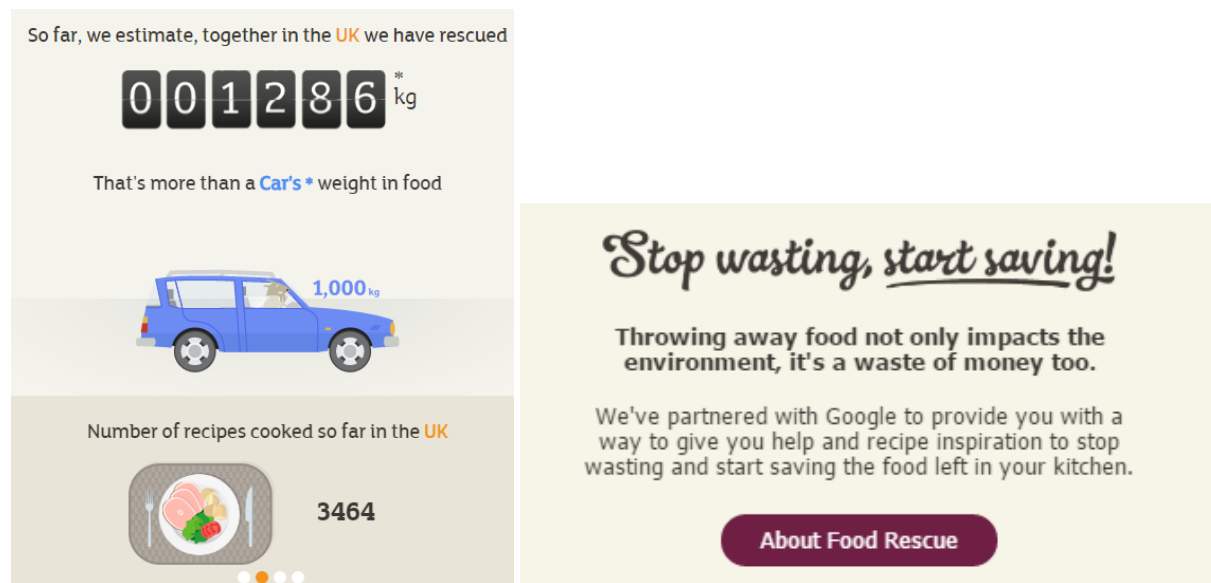 So far, we estimate, together in the UK we have rescued
001286 * kg
That's more than a Car's * weight in food
1,000 kg
Number of recipes cooked so far in the UK
3464
Stop wasting, start saving!
Throwing away food not only impacts the
environment, it's a waste of money too.
We've partnered with Google to provide you with a
way to give you help and recipe inspiration to stop
wasting and start saving the food left in your kitchen.
About Food Rescue